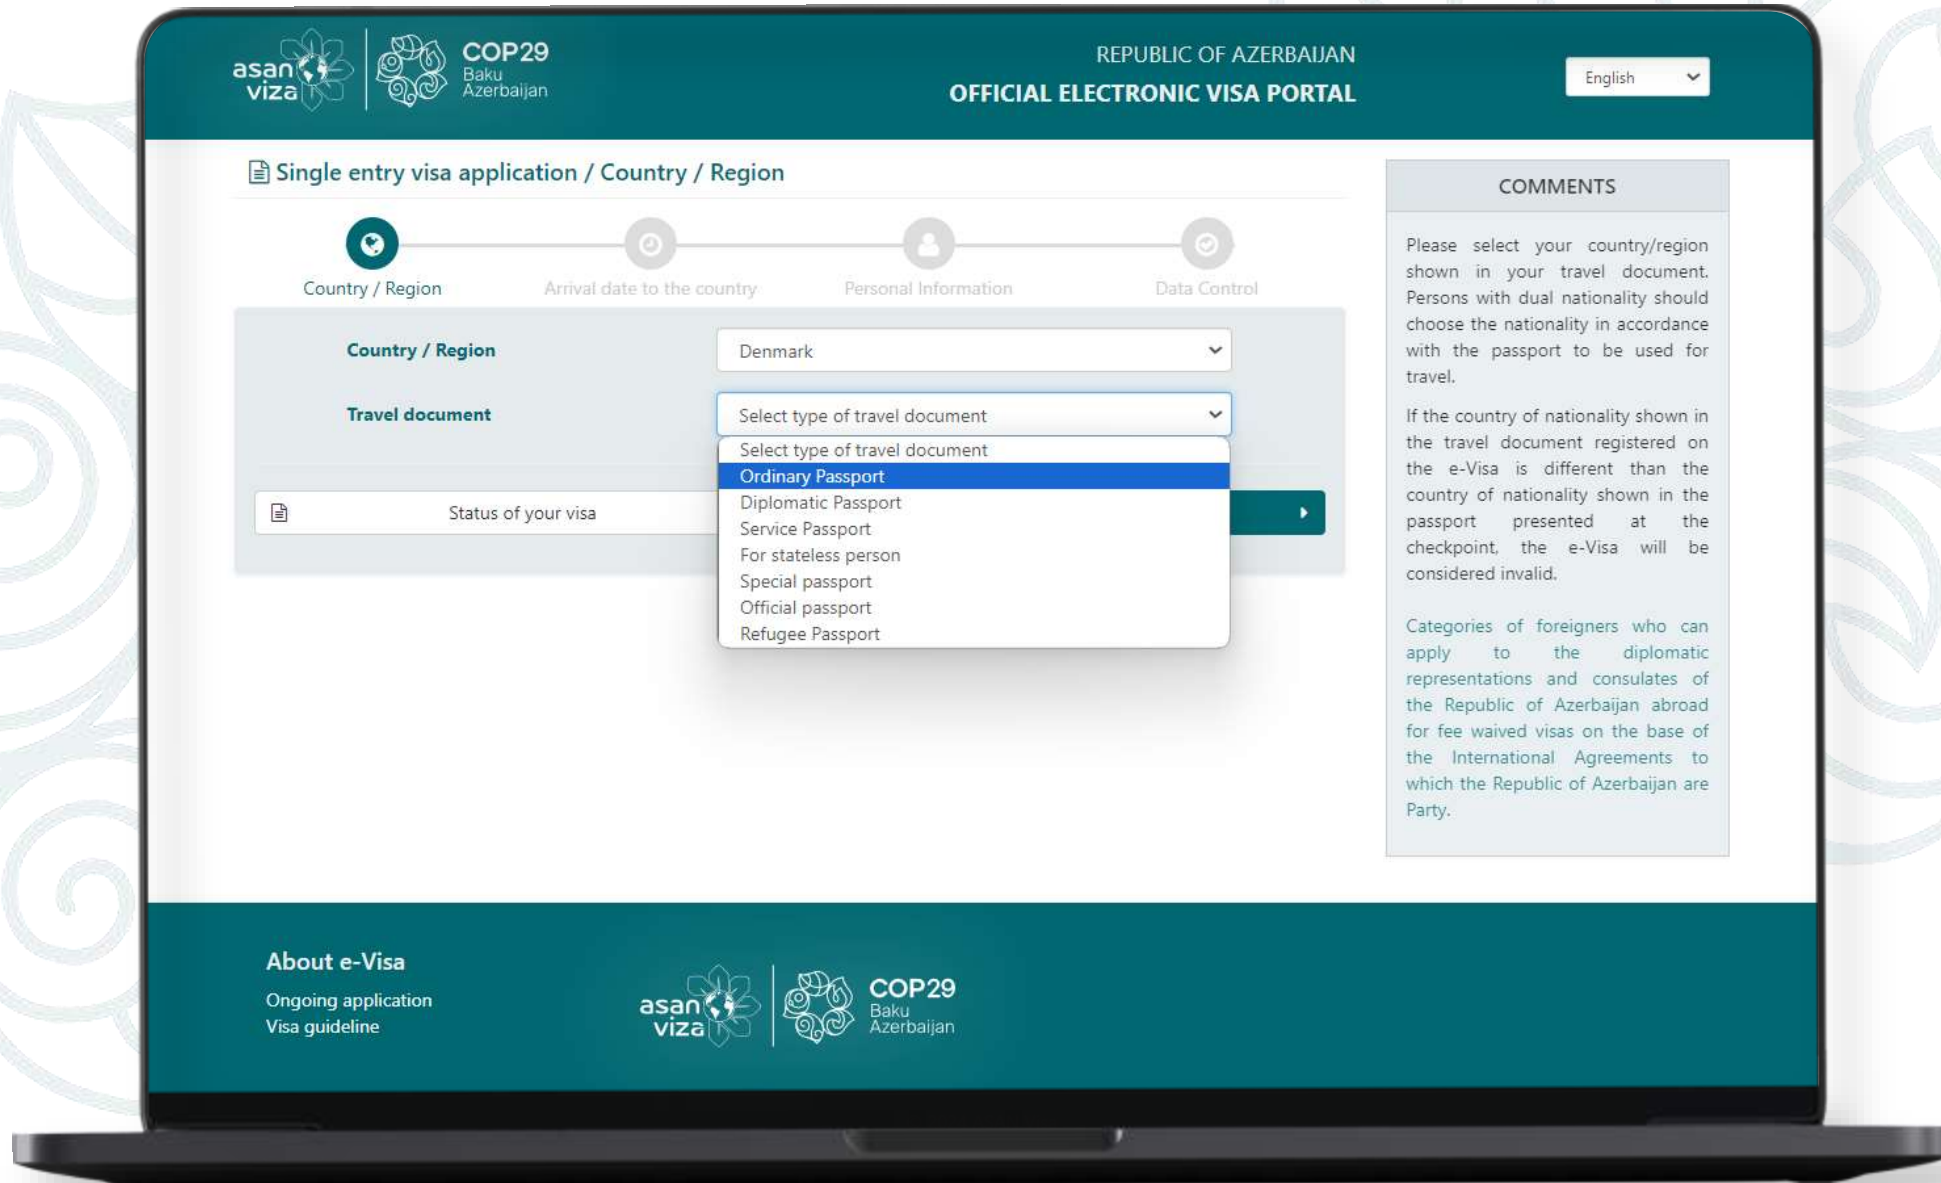 asan
viza
COP29
Baku
Azerbaijan
REPUBLIC OF AZERBAIJAN
OFFICIAL ELECTRONIC VISA PORTAL
English
Single entry visa application / Country / Region
Country / Region
Arrival date to the country
Personal Information
Data Control
Country / Region
Denmark
Travel document
Select type of travel document
Select type of travel document
Ordinary Passport
Diplomatic Passport
Service Passport
For stateless person
Special passport
Official passport
Refugee Passport
Status of your visa
COMMENTS
Please select your country/region
shown in your travel document.
Persons with dual nationality should
choose the nationality in accordance
with the passport to be used for
travel.
If the country of nationality shown in
the travel document registered on
the e-Visa is different than the
country of nationality shown in the
passport presented at the
checkpoint, the e-Visa will be
considered invalid.
Categories of foreigners who can
apply to the diplomatic
representations and consulates of
the Republic of Azerbaijan abroad
for fee waived visas on the base of
the International Agreements to
which the Republic of Azerbaijan are
Party.
About e-Visa
Ongoing application
Visa guideline
asan
viza
COP29
Baku
Azerbaijan